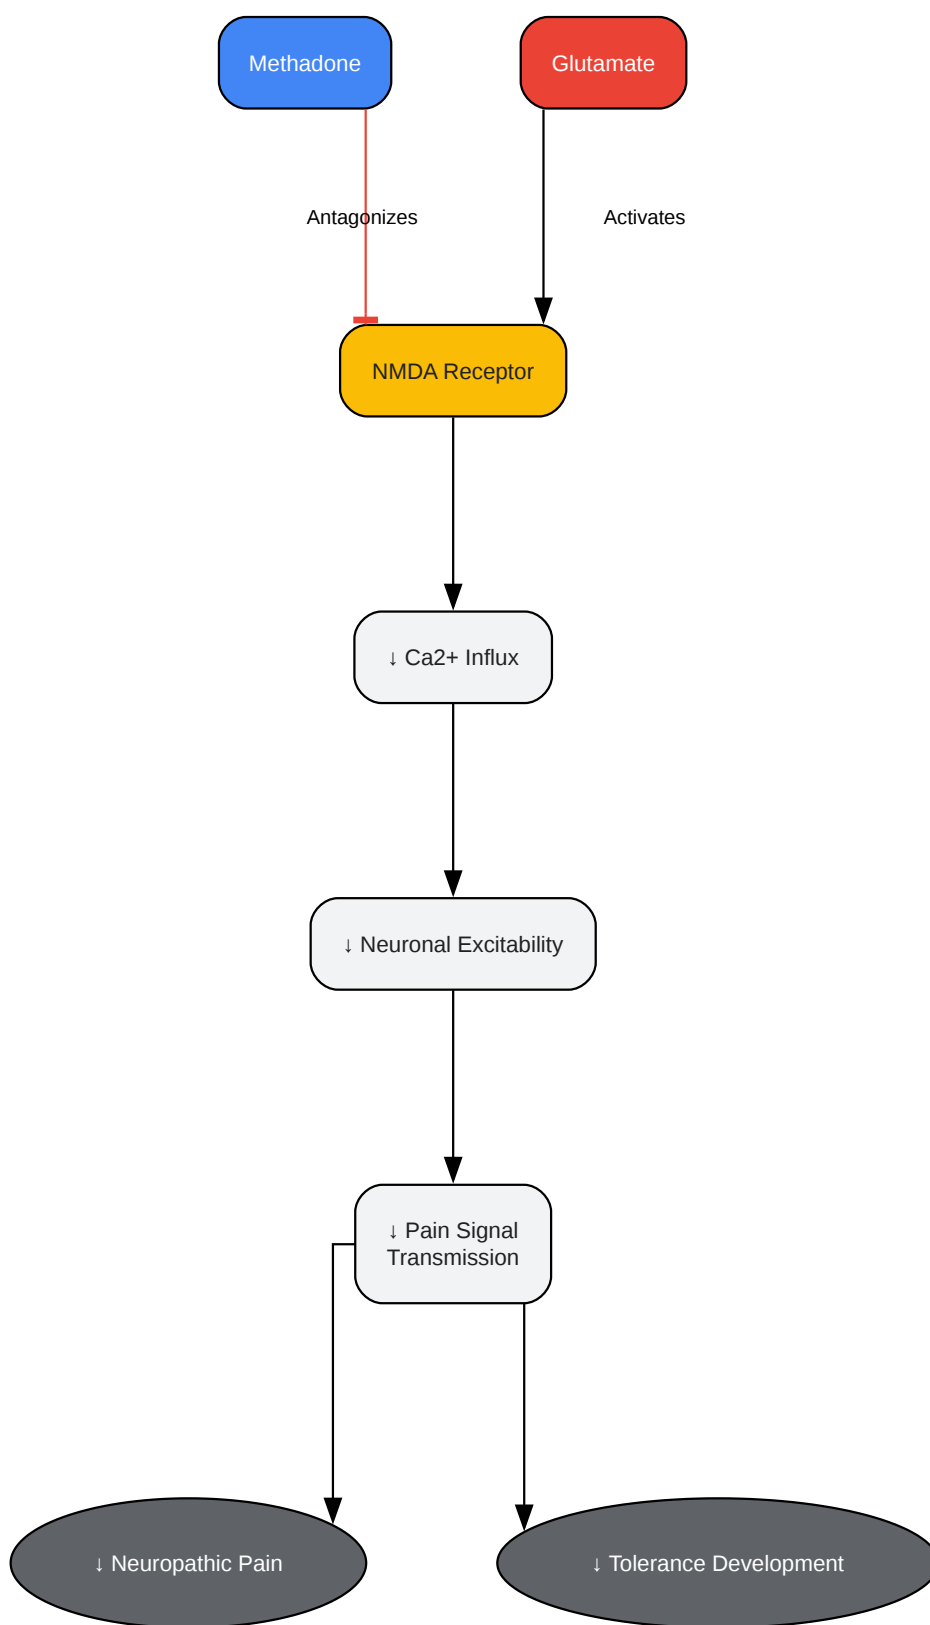 Methadone
Glutamate
Antagonizes
Activates
NMDA Receptor
↓ Ca2+ Influx
↓ Neuronal Excitability
↓ Pain Signal
Transmission
↓ Neuropathic Pain
↓ Tolerance Development